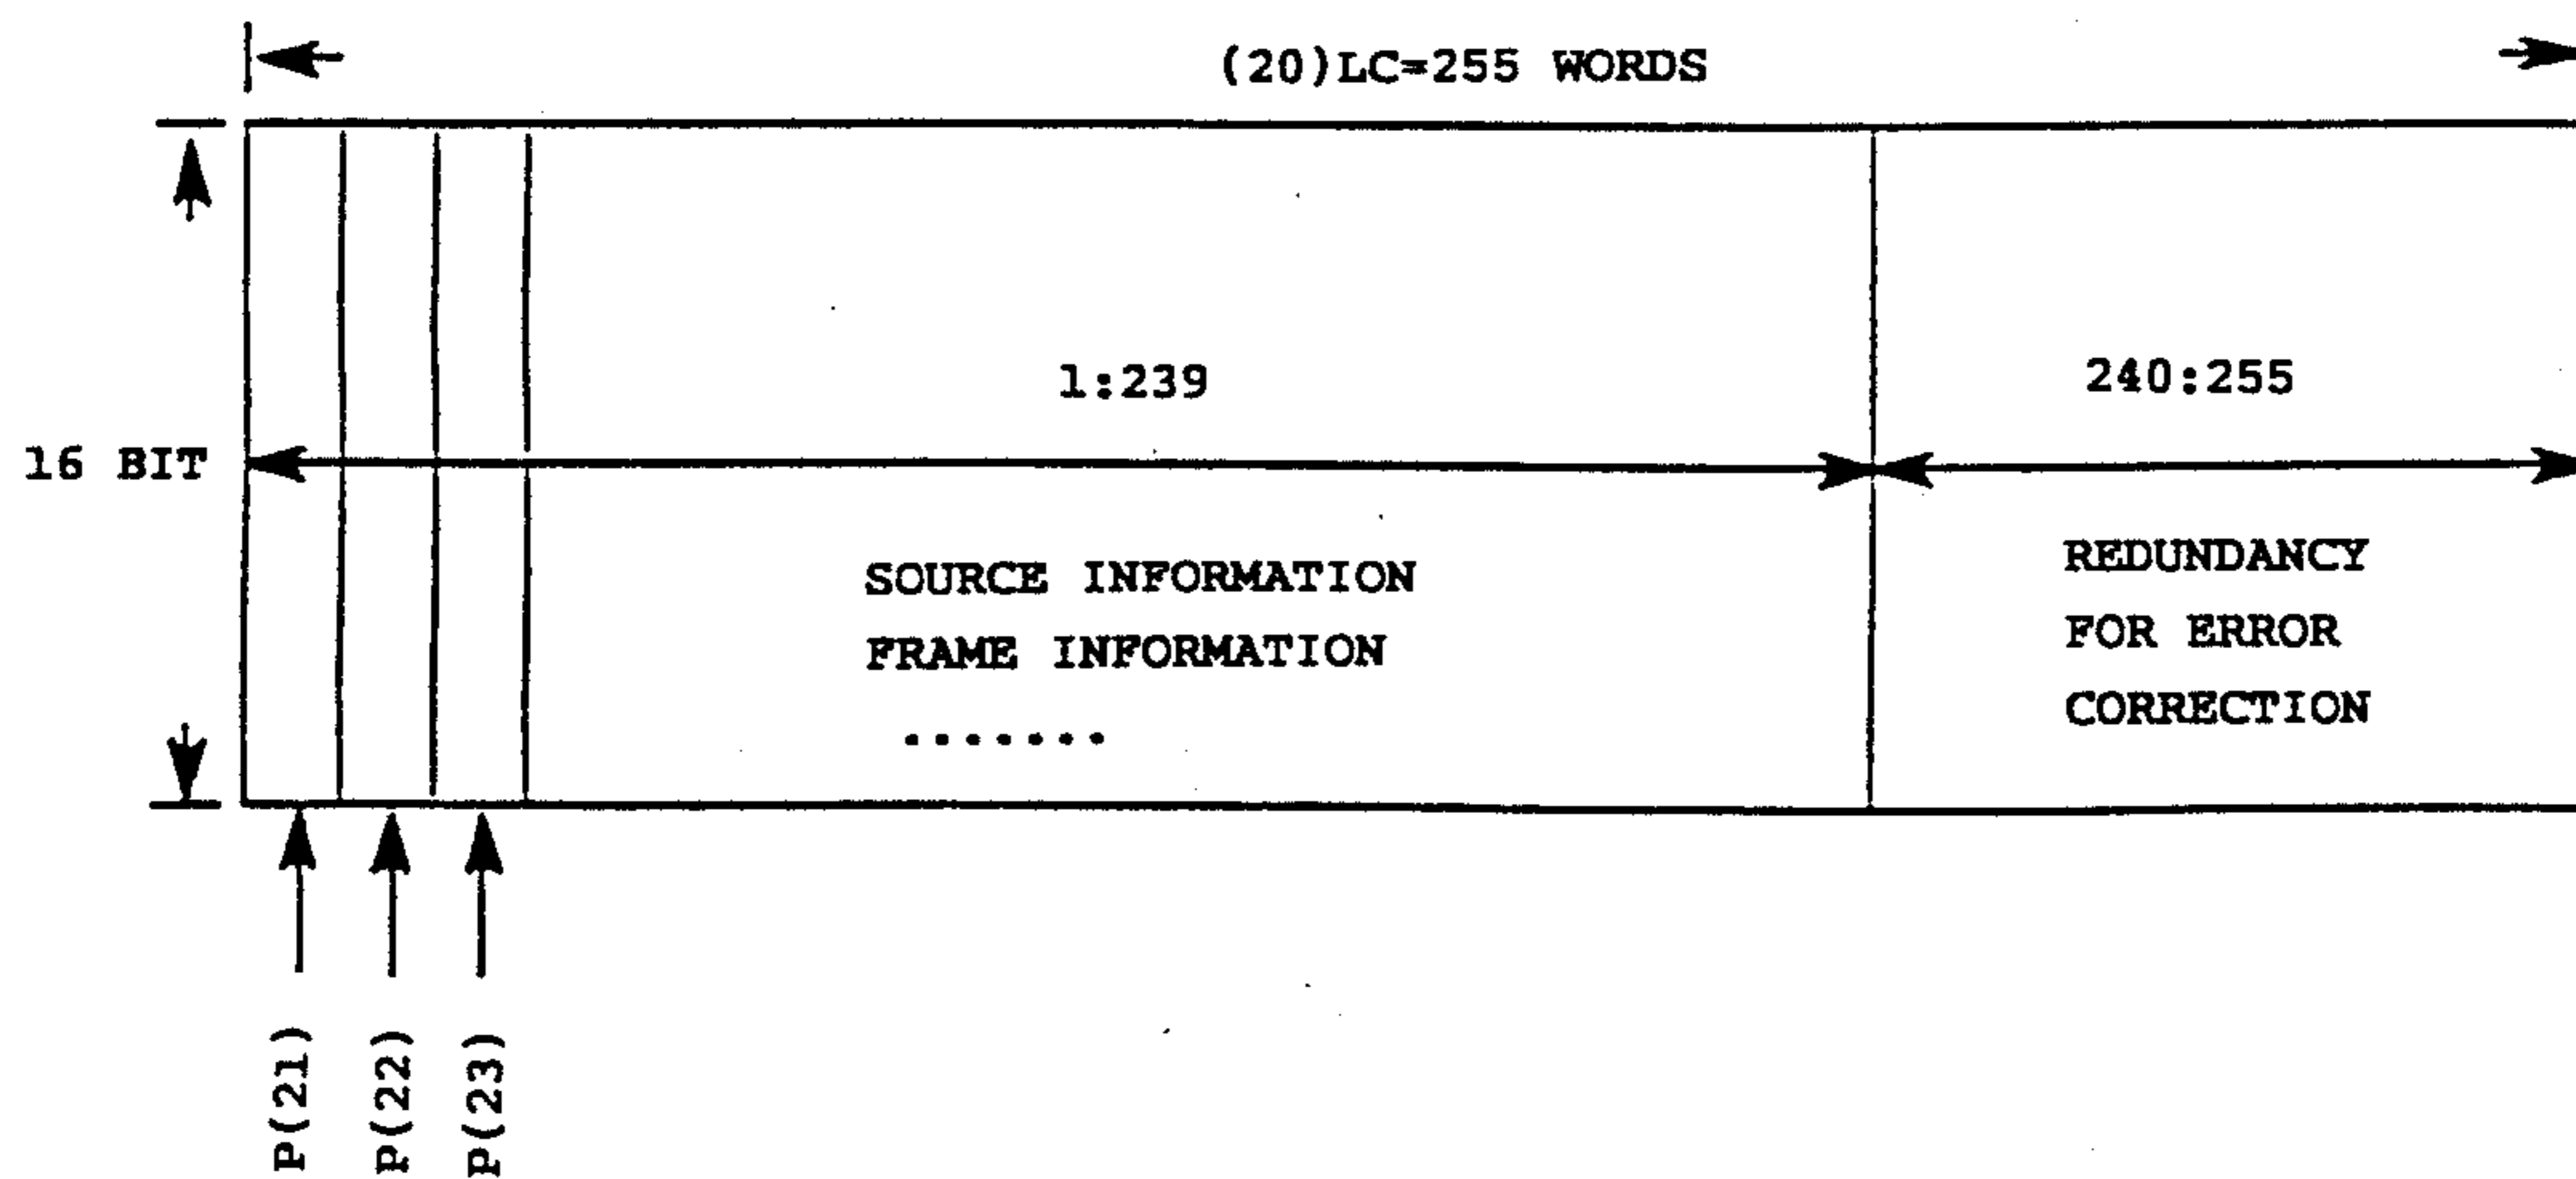 (20)LC=255 WORDS
1:239
240:255
16 BIT
SOURCE INFORMATION
FRAME INFORMATION
.......
REDUNDANCY
FOR ERROR
CORRECTION
P(21)
P(22)
P(23)